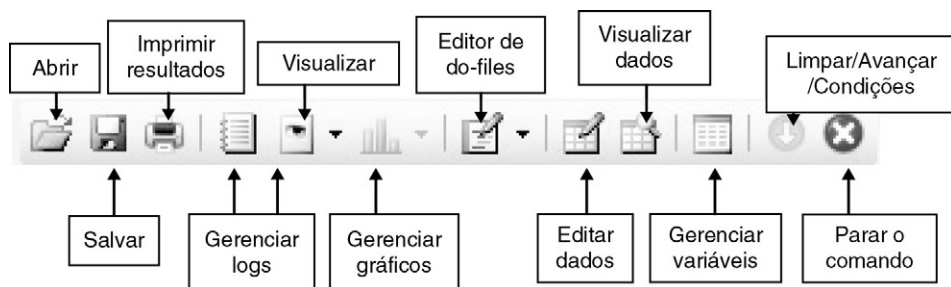 Abrir
Imprimir
resultados
Visualizar
Editor de
do-files
Visualizar
dados
Limpar/Avançar
/Condições
Salvar
Gerenciar
logs
Gerenciar
gráficos
Editar
dados
Gerenciar
variáveis
Parar o
comando